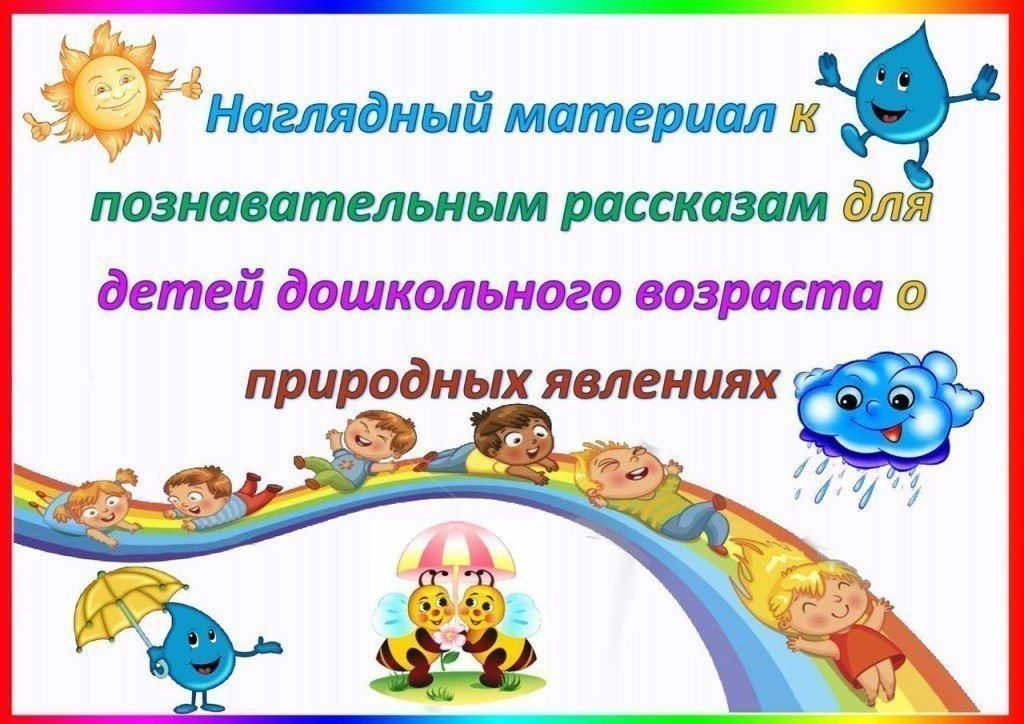 Наглядный материал к
познавательным рассказам для
детей дошкольного возраста о
природных явлениях